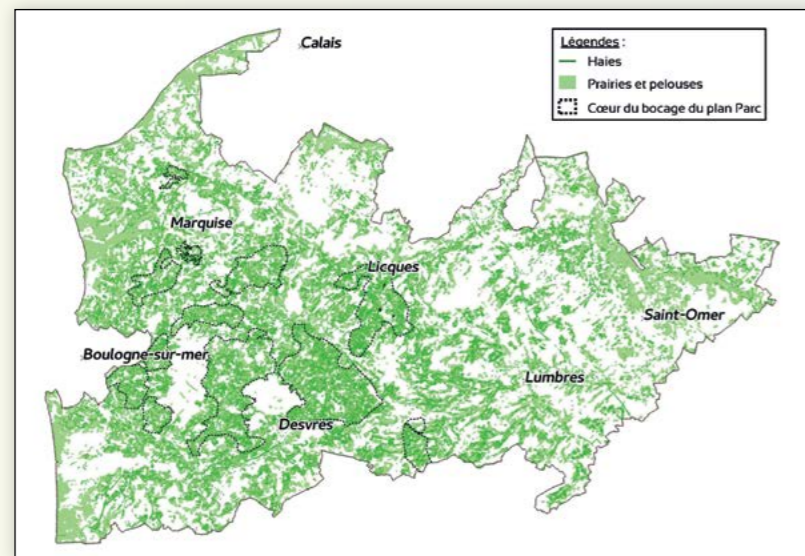 Calais
Légendes :
Haies
Prairies et pelouses
Cœur du bocage du plan Parc
Marquise
Licques
Saint-Omer
Boulogne-sur-mer
Lumbres
Desvres